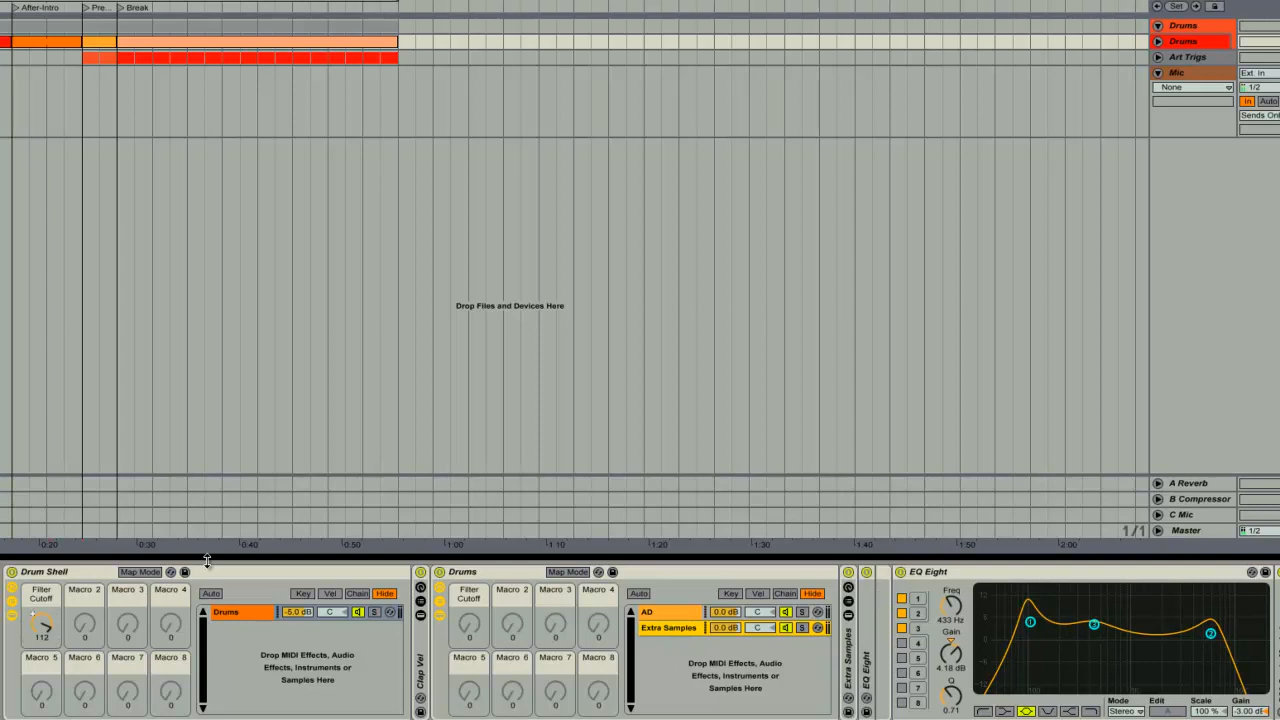 After-Intro
Pre...
Break
Set
Drums
Drums
Art Trigs
Mic
Ext. In
None
1/2
In
Auto
Sends Onl
Drop Files and Devices Here
A Reverb
B Compressor
C Mic
Master
1/2
1/1
0:20
0:30
0:40
0:50
1:00
1:10
1:20
1:30
1:40
1:50
2:00
Drum Shell
Map Mode
Filter Cutoff
Macro 2
Macro 3
Macro 4
112
0
0
0
Macro 5
Macro 6
Macro 7
Macro 8
0
0
0
0
Auto
Key
Vel
Chain
Hide
Drums
-5.0 dB
C
S
Drop MIDI Effects, Audio
Effects, Instruments or
Samples Here
Clap Vel
Drums
Map Mode
Filter Cutoff
Macro 2
Macro 3
Macro 4
0
0
0
0
Macro 5
Macro 6
Macro 7
Macro 8
0
0
0
0
Auto
Key
Vel
Chain
Hide
AD
0.0 dB
C
S
Extra Samples
0.0 dB
C
S
Drop MIDI Effects, Audio
Effects, Instruments or
Samples Here
Extra Samples
EQ Eight
EQ Eight
1
2
3
4
5
6
7
8
Freq
433 Hz
Gain
4.18 dB
Q
0.71
12
6
0
-6
-12
100
1
3
2
Mode
Stereo
Edit
A
Scale
100 %
Gain
-3.00 dB